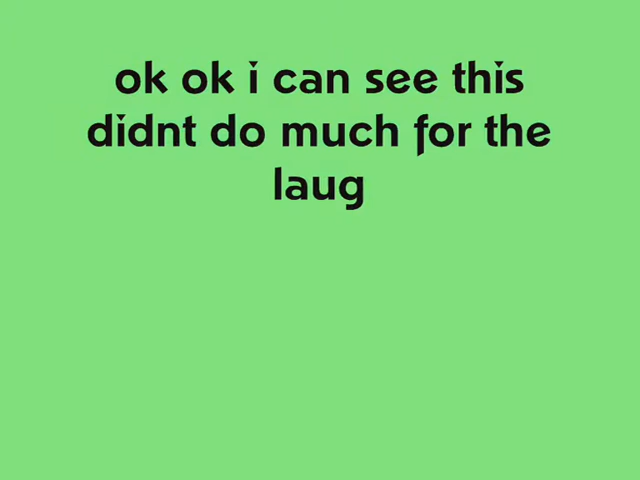 ok ok i can see this
didnt do much for the
laug